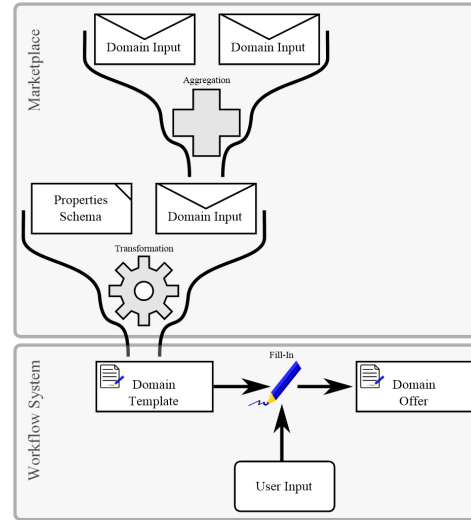 Marketplace
Domain Input
Domain Input
Aggregation
Properties
Schema
Domain Input
Transformation
Workflow System
Fill-In
Domain
Template
Domain
Offer
User Input